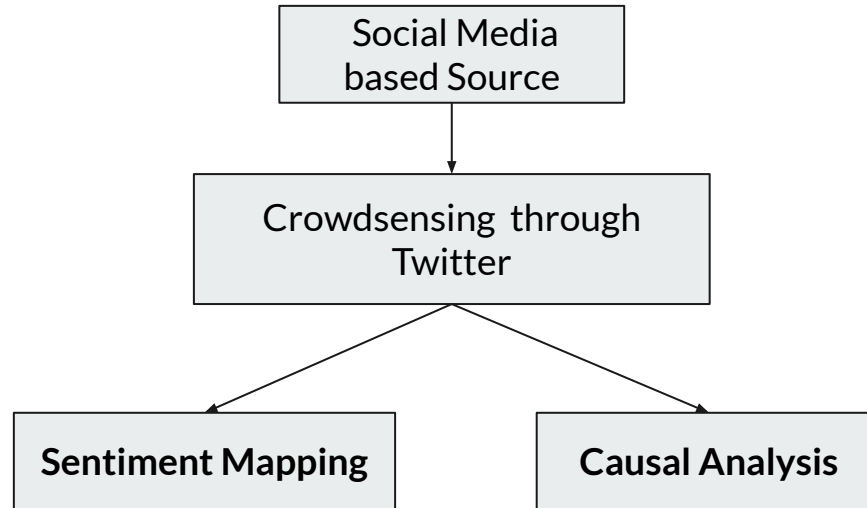 Social Media
based Source
Crowdsensing through
Twitter
Sentiment Mapping
Causal Analysis